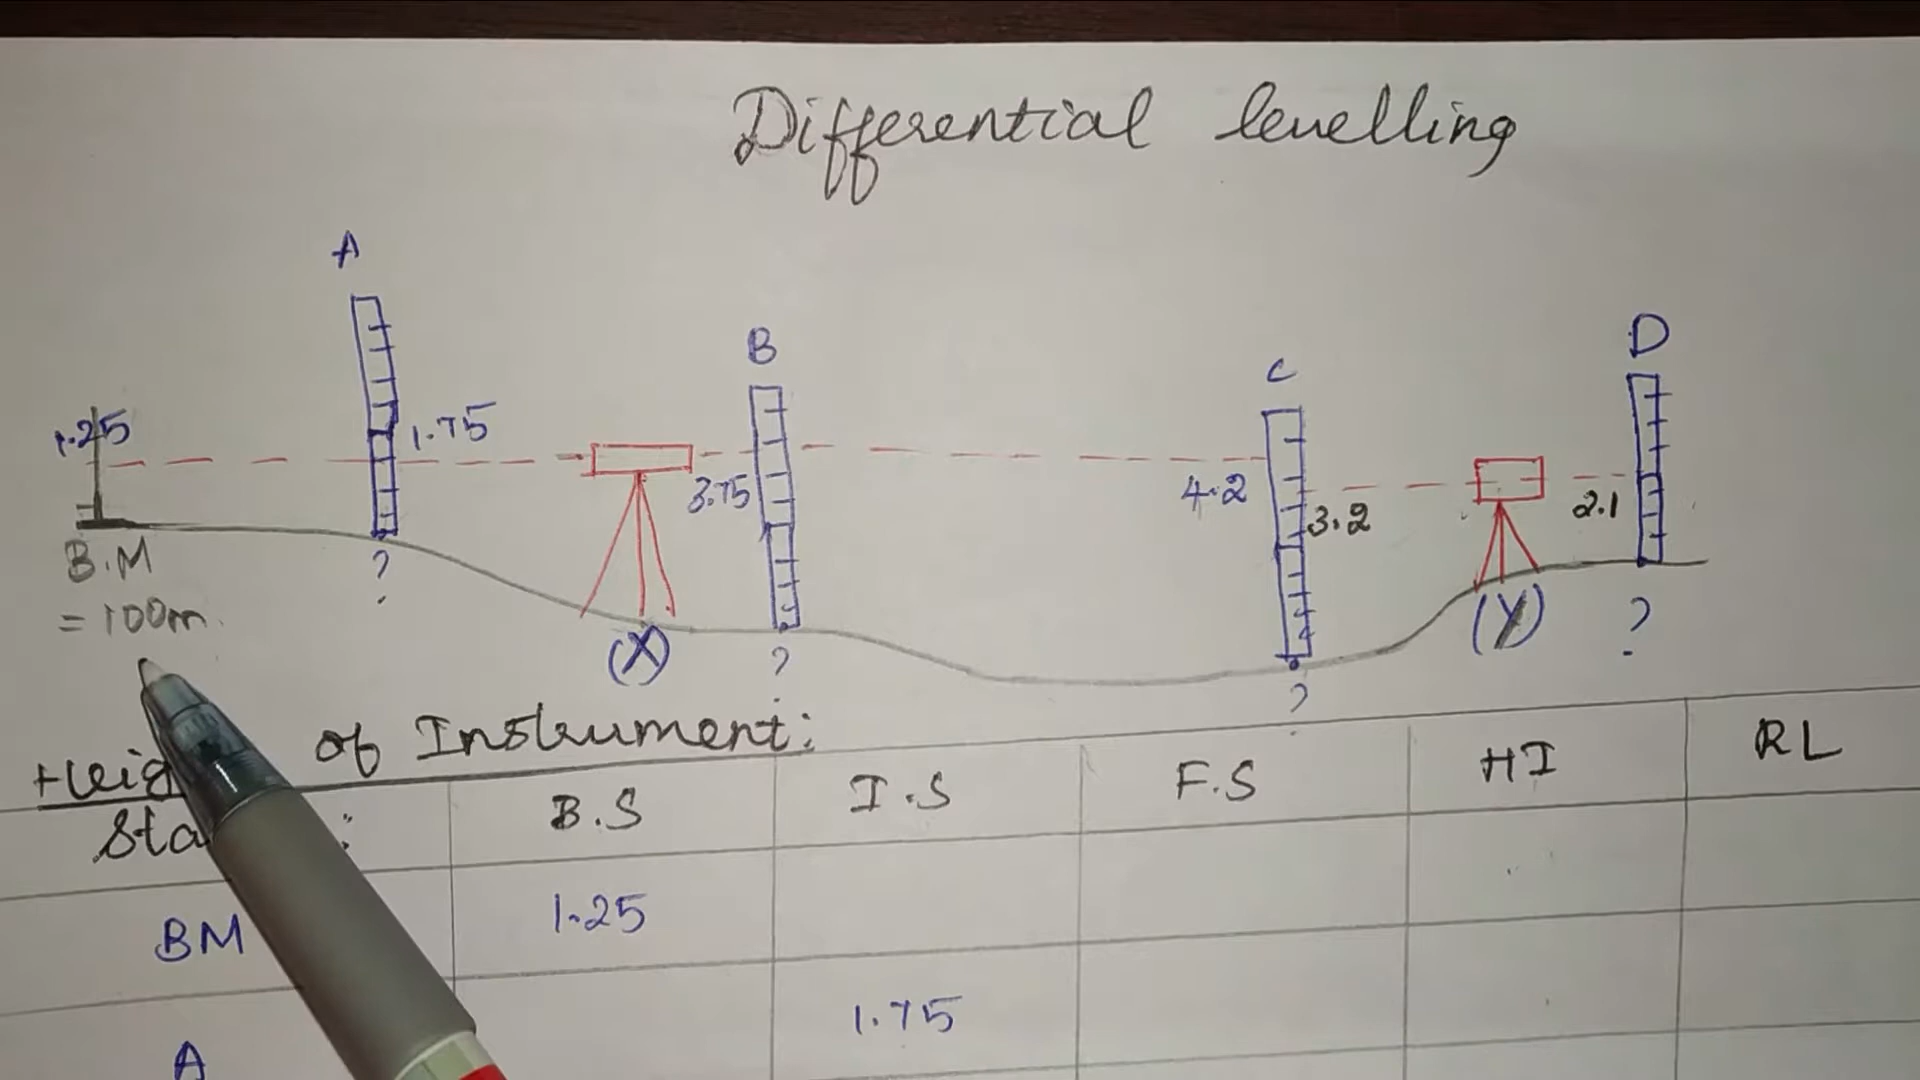 Differential levelling
A
B
C
D
1.25
1.75
3.75
4.2
3.2
2.1
B.M
= 100m.
?
(X)
?
?
(Y)
?
of Instrument:
B.S
I.S
F.S
HI
RL
BM
1.25
A
1.75